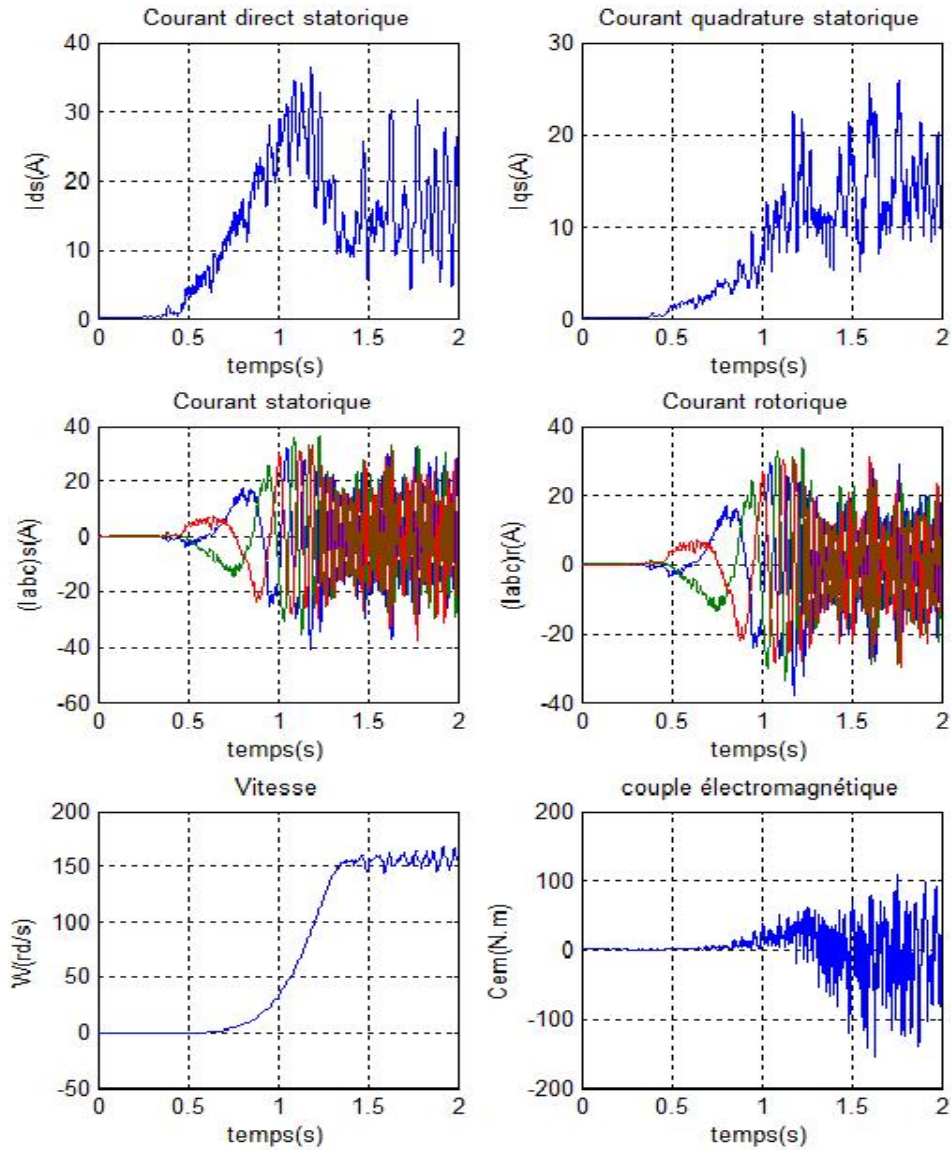 Courant direct statorique
40
30
20
10
0
Ids(A)
0 0.5 1 1.5 2
temps(s)
Courant quadrature statorique
30
20
10
0
Iqs(A)
0 0.5 1 1.5 2
temps(s)
Courant statorique
40
20
0
-20
-40
-60
(Iabc)s(A)
0 0.5 1 1.5 2
temps(s)
Courant rotorique
40
20
0
-20
-40
(Iabc)r(A)
0 0.5 1 1.5 2
temps(s)
Vitesse
200
150
100
50
0
-50
W(rd/s)
0 0.5 1 1.5 2
temps(s)
couple électromagnétique
200
100
0
-100
-200
Cem(N.m)
0 0.5 1 1.5 2
temps(s)